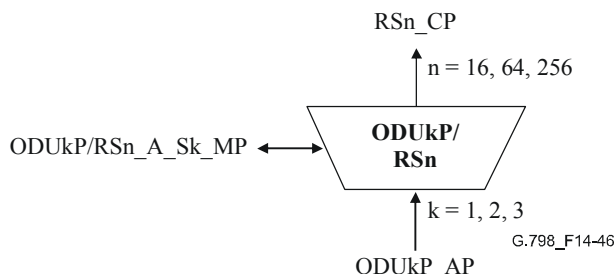 RSn_CP
n = 16, 64, 256
ODUkP/
RSn
ODUkP/RSn_A_Sk_MP
k = 1, 2, 3
G.798_F14-46
ODUkP_AP